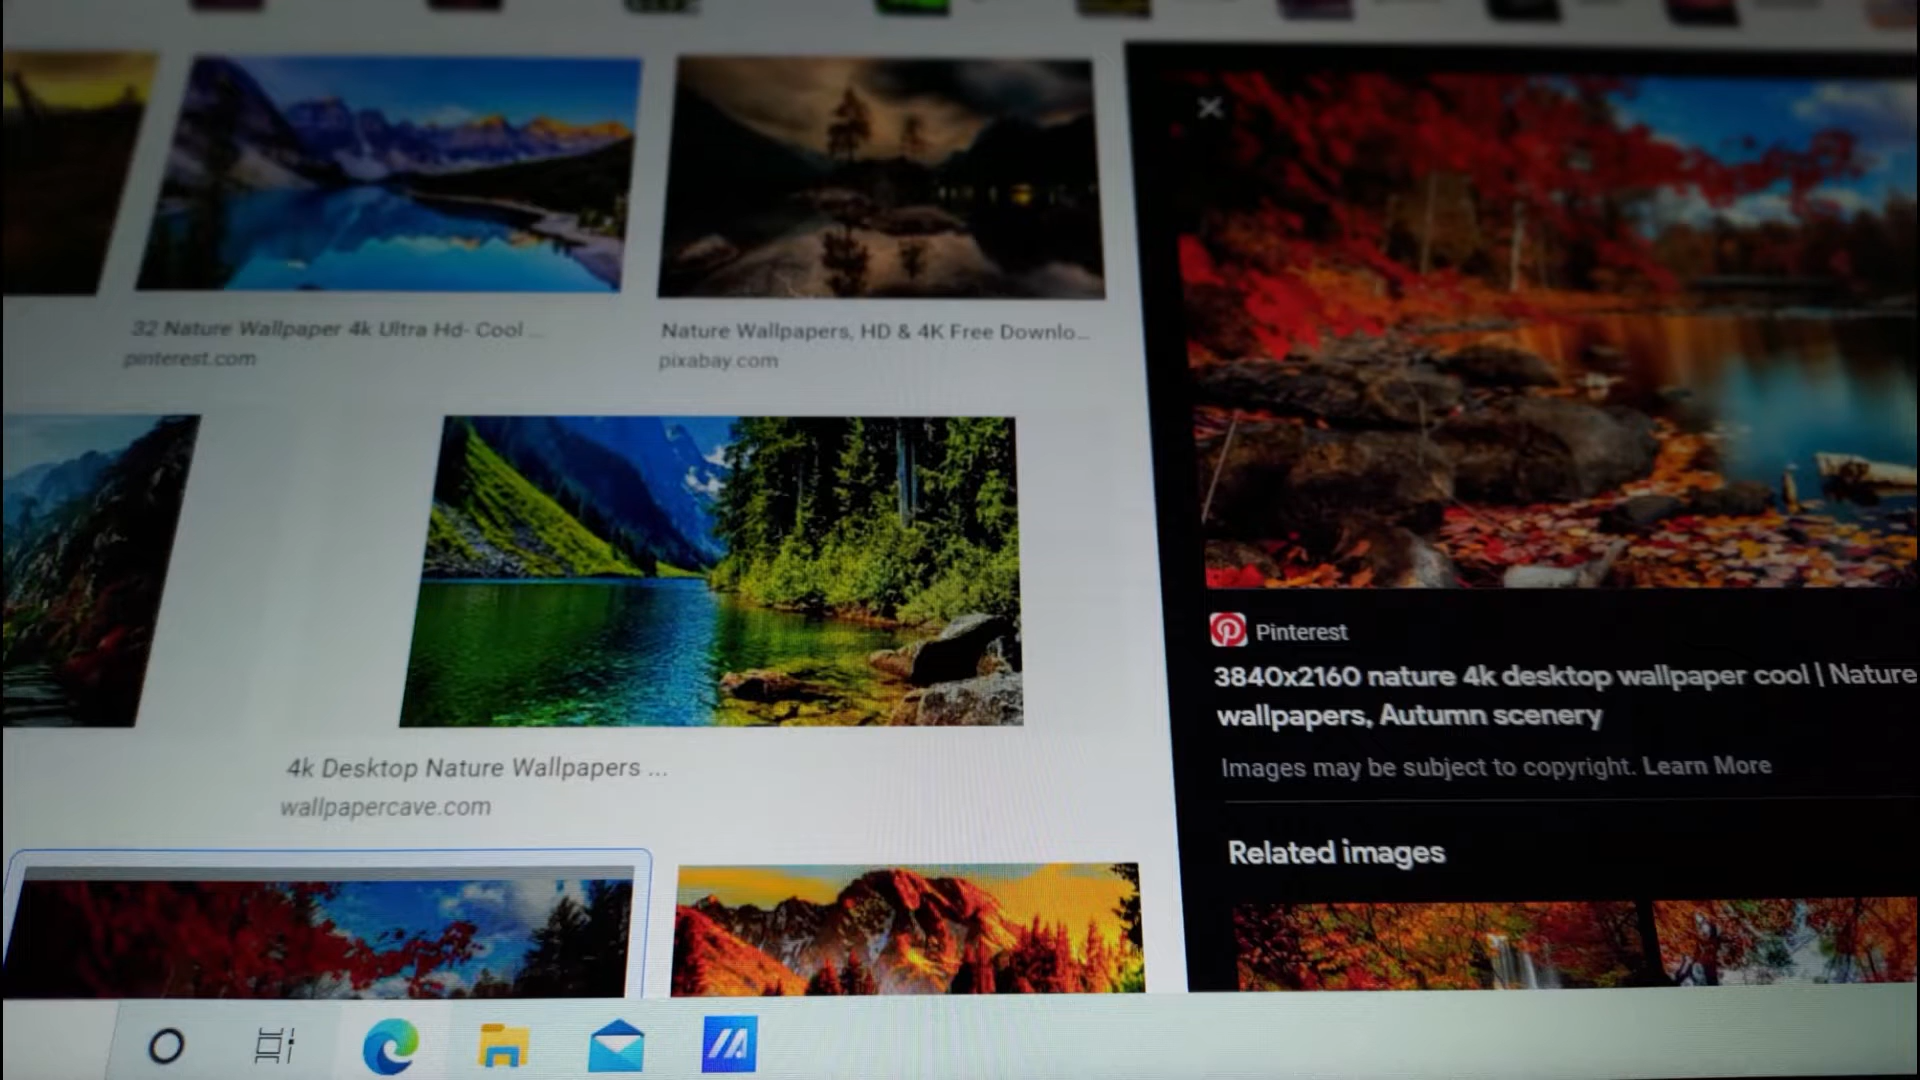 32 Nature Wallpaper 4k Ultra Hd- Cool ...
pinterest.com
Nature Wallpapers, HD & 4K Free Downlo...
pixabay.com
4k Desktop Nature Wallpapers ...
wallpapercave.com
Pinterest
3840x2160 nature 4k desktop wallpaper cool | Nature
wallpapers, Autumn scenery
Images may be subject to copyright. Learn More
Related images